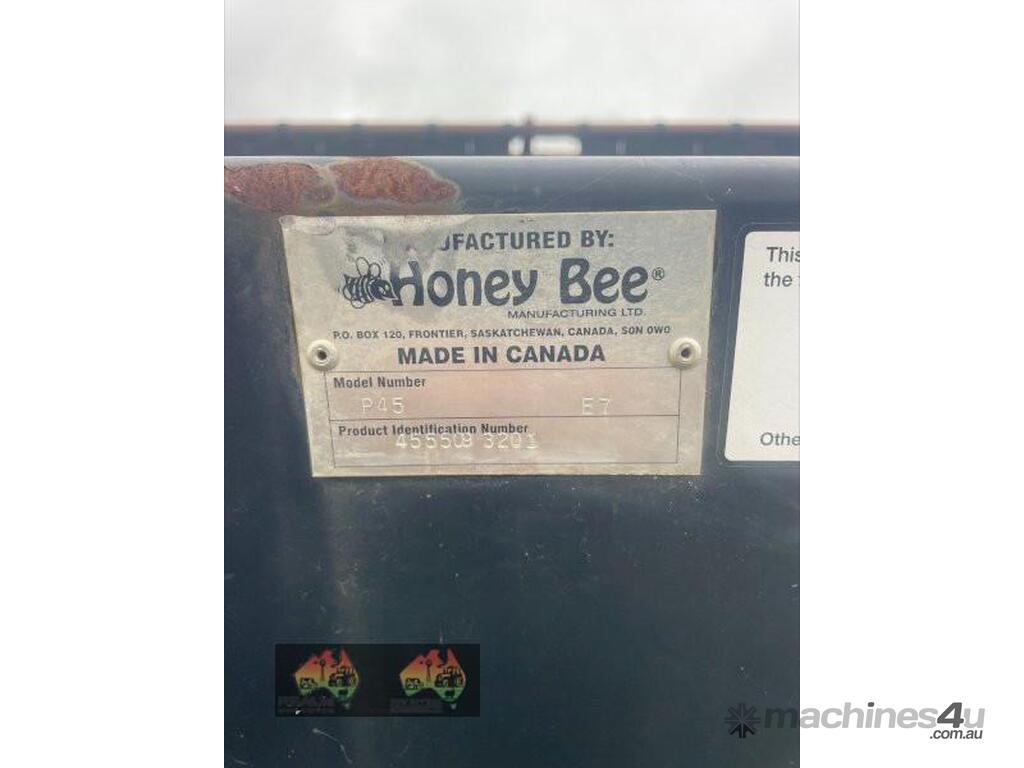 UFACTURED BY:
Honey Bee®
MANUFACTURING LTD.
P.O. BOX 120, FRONTIER, SASKATCHEWAN, CANADA, S0N 0W0
MADE IN CANADA
Model Number
P45 E7
Product Identification Number
3201
This
the
Othe
machines4u
.com.au